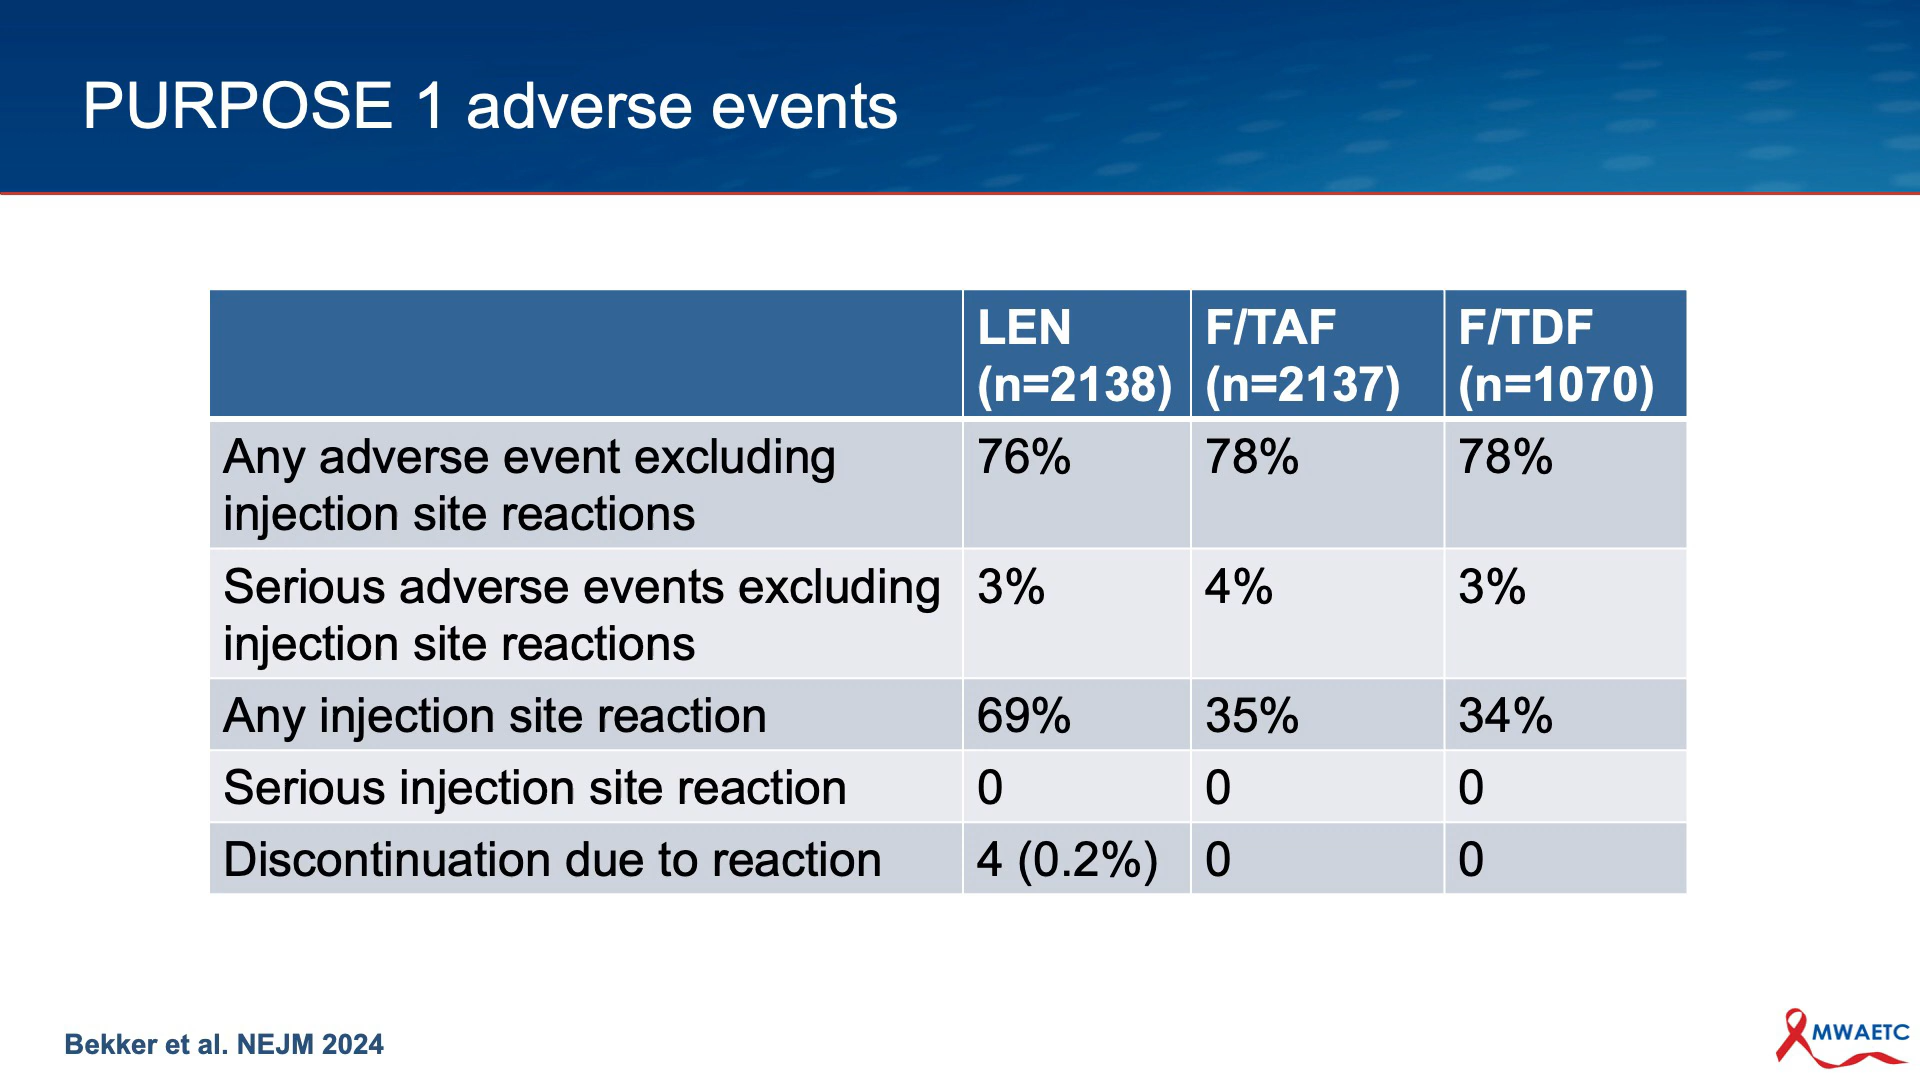 PURPOSE 1 adverse events
LEN (n=2138) F/TAF (n=2137) F/TDF (n=1070)
Any adverse event excluding injection site reactions 76% 78% 78%
Serious adverse events excluding injection site reactions 3% 4% 3%
Any injection site reaction 69% 35% 34%
Serious injection site reaction 0 0 0
Discontinuation due to reaction 4 (0.2%) 0 0
Bekker et al. NEJM 2024
MWAETC